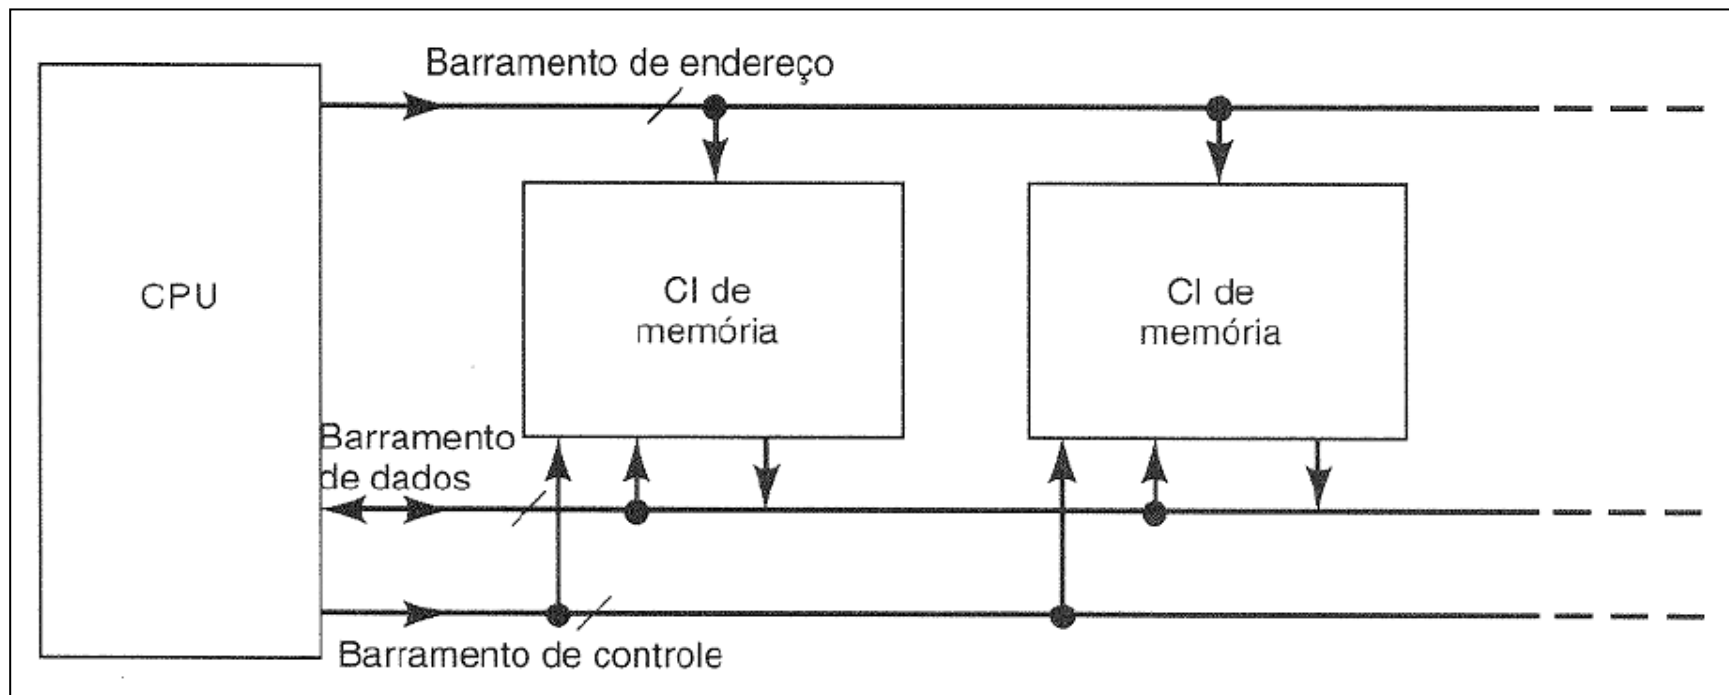 Barramento de endereço
CPU
CI de
memória
CI de
memória
Barramento
de dados
Barramento de controle